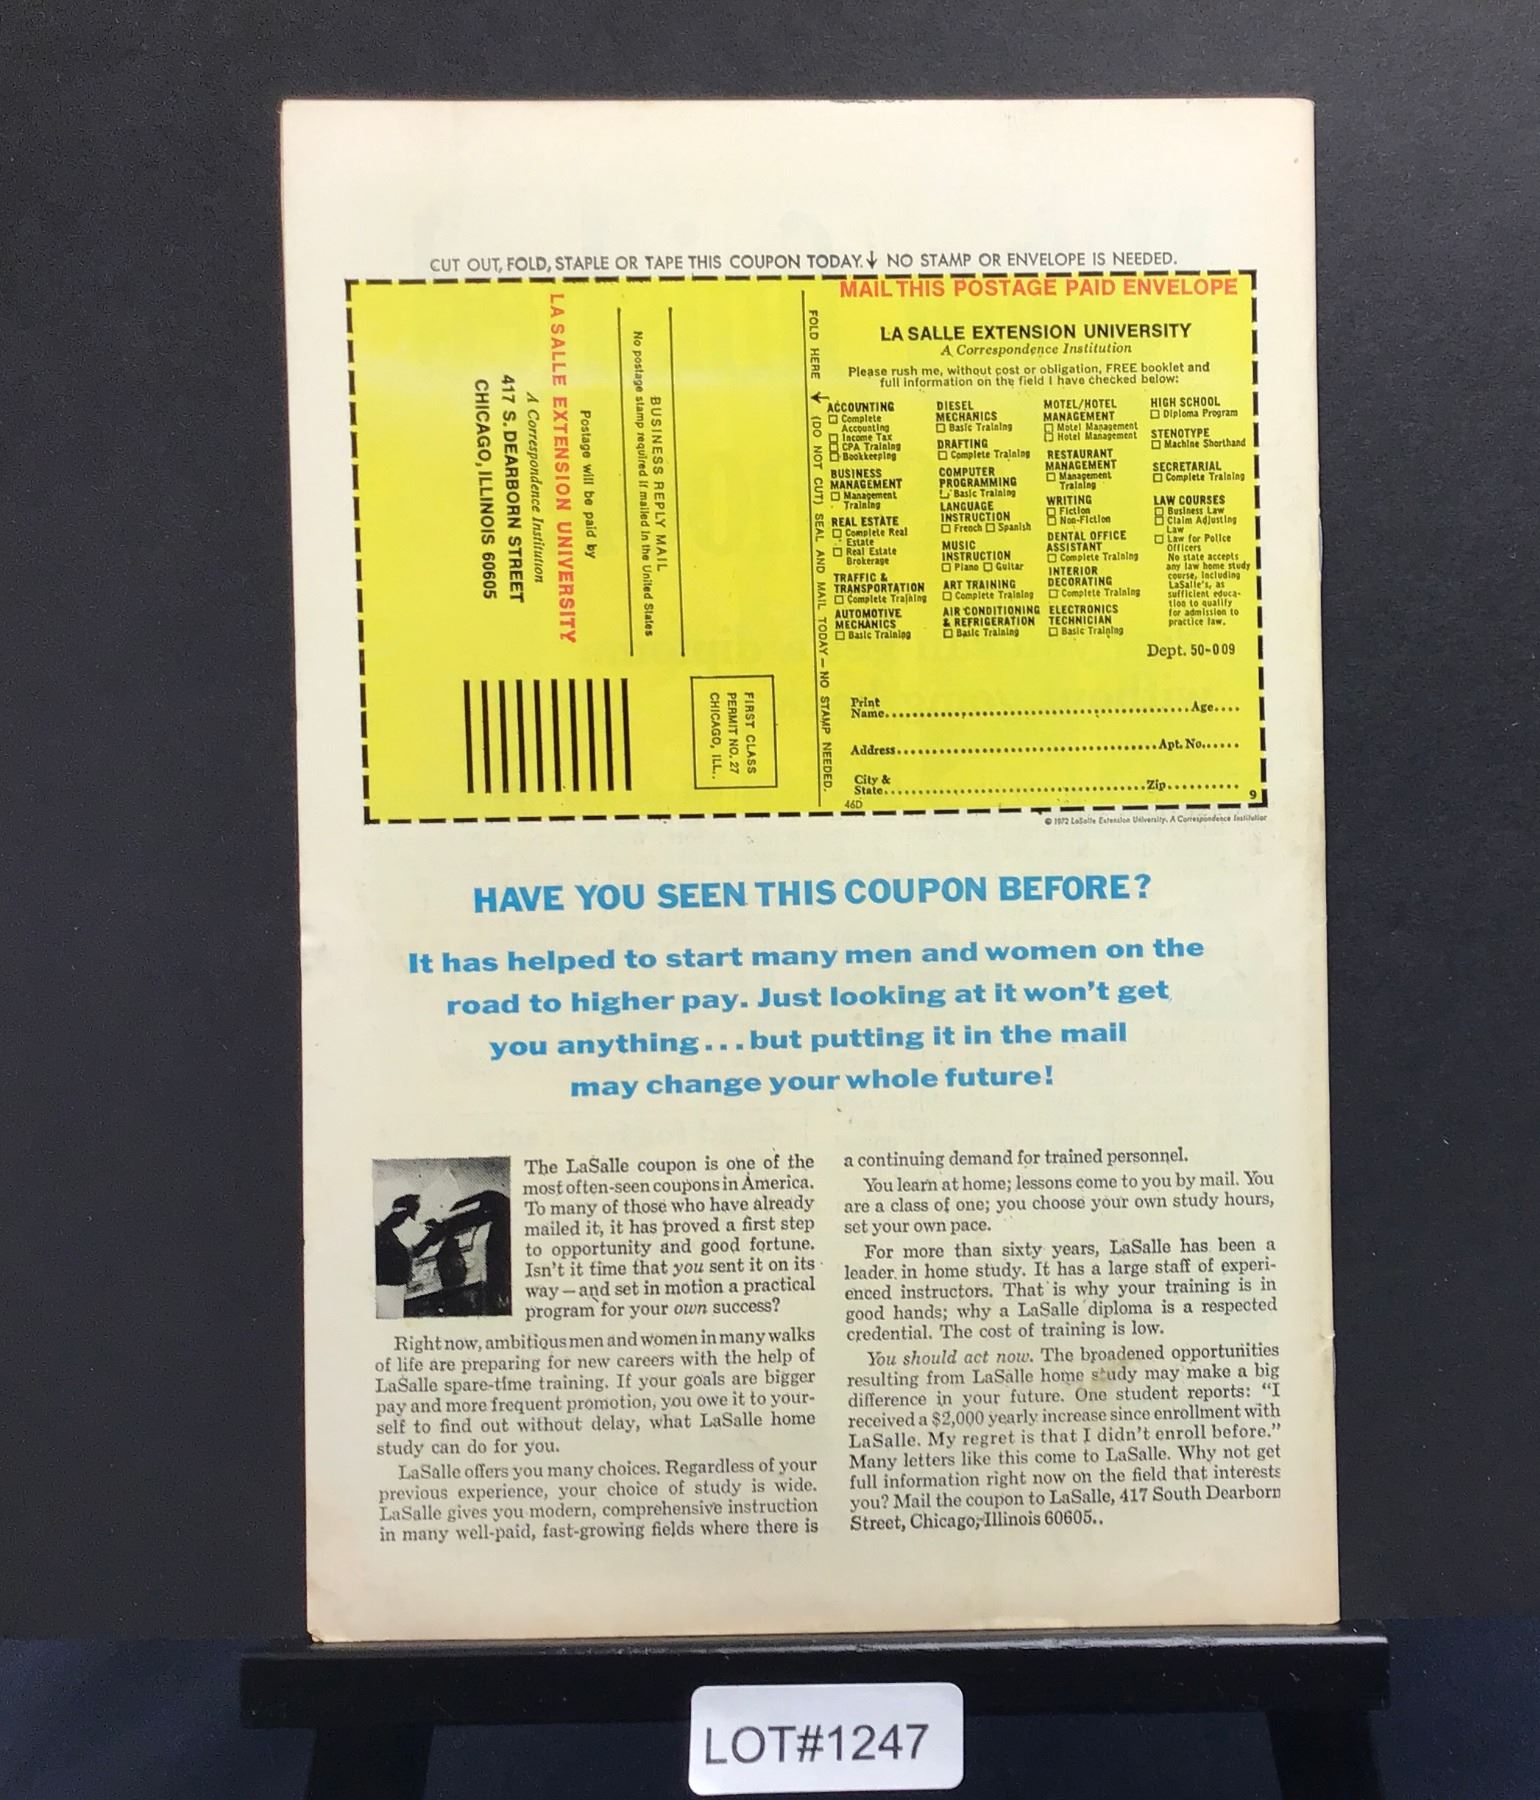 CUT OUT, FOLD, STAPLE OR TAPE THIS COUPON TODAY. ↓ NO STAMP OR ENVELOPE IS NEEDED.
MAIL THIS POSTAGE PAID ENVELOPE
LA SALLE EXTENSION UNIVERSITY
A Correspondence Institution
Please rush me, without cost or obligation, FREE booklet and
full information on the field I have checked below:
ACCOUNTING
☐ Complete
Accounting
☐ Income Tax
☐ CPA Training
☐ Bookkeeping
BUSINESS
MANAGEMENT
☐ Management
Training
REAL ESTATE
☐ Complete Real
Estate
☐ Real Estate
Brokerage
TRAFFIC &
TRANSPORTATION
☐ Complete Training
AUTOMOTIVE
MECHANICS
☐ Basic Training
DIESEL
MECHANICS
☐ Basic Training
DRAFTING
☐ Complete Training
COMPUTER
PROGRAMMING
☐ Basic Training
LANGUAGE
INSTRUCTION
☐ French ☐ Spanish
MUSIC
INSTRUCTION
☐ Piano ☐ Guitar
ART TRAINING
☐ Complete Training
AIR CONDITIONING
& REFRIGERATION
☐ Basic Training
MOTEL/HOTEL
MANAGEMENT
☐ Motel Management
☐ Hotel Management
RESTAURANT
MANAGEMENT
☐ Management
Training
WRITING
☐ Fiction
☐ Non-Fiction
DENTAL OFFICE
ASSISTANT
☐ Complete Training
INTERIOR
DECORATING
☐ Complete Training
ELECTRONICS
TECHNICIAN
☐ Basic Training
HIGH SCHOOL
☐ Diploma Program
STENOTYPE
☐ Machine Shorthand
SECRETARIAL
☐ Complete Training
LAW COURSES
☐ Business Law
☐ Claim Adjusting
Law
☐ Law for Police
Officers
No state accepts
any law home study
course, including
LaSalle's, as
sufficient educa-
tion to qualify
for admission to
practice law.
Dept. 50-009
Print
Name Age
Address Apt. No.
City &
State Zip
46D
9
FOLD HERE ↓ (DO NOT CUT) SEAL AND MAIL TODAY — NO STAMP NEEDED.
FIRST CLASS
PERMIT NO. 27
CHICAGO, ILL.
BUSINESS REPLY MAIL
No postage stamp required if mailed in the United States
Postage will be paid by
LA SALLE EXTENSION UNIVERSITY
A Correspondence Institution
417 S. DEARBORN STREET
CHICAGO, ILLINOIS 60605
© 1972 LaSalle Extension University. A Correspondence Institution
HAVE YOU SEEN THIS COUPON BEFORE?
It has helped to start many men and women on the
road to higher pay. Just looking at it won't get
you anything...but putting it in the mail
may change your whole future!
The LaSalle coupon is one of the
most often-seen coupons in America.
To many of those who have already
mailed it, it has proved a first step
to opportunity and good fortune.
Isn't it time that you sent it on its
way — and set in motion a practical
program for your own success?
Right now, ambitious men and women in many walks
of life are preparing for new careers with the help of
LaSalle spare-time training. If your goals are bigger
pay and more frequent promotion, you owe it to your-
self to find out without delay, what LaSalle home
study can do for you.
LaSalle offers you many choices. Regardless of your
previous experience, your choice of study is wide.
LaSalle gives you modern, comprehensive instruction
in many well-paid, fast-growing fields where there is
a continuing demand for trained personnel.
You learn at home; lessons come to you by mail. You
are a class of one; you choose your own study hours,
set your own pace.
For more than sixty years, LaSalle has been a
leader in home study. It has a large staff of experi-
enced instructors. That is why your training is in
good hands; why a LaSalle diploma is a respected
credential. The cost of training is low.
You should act now. The broadened opportunities
resulting from LaSalle home study may make a big
difference in your future. One student reports: "I
received a $2,000 yearly increase since enrollment with
LaSalle. My regret is that I didn't enroll before."
Many letters like this come to LaSalle. Why not get
full information right now on the field that interests
you? Mail the coupon to LaSalle, 417 South Dearborn
Street, Chicago, Illinois 60605.
LOT#1247